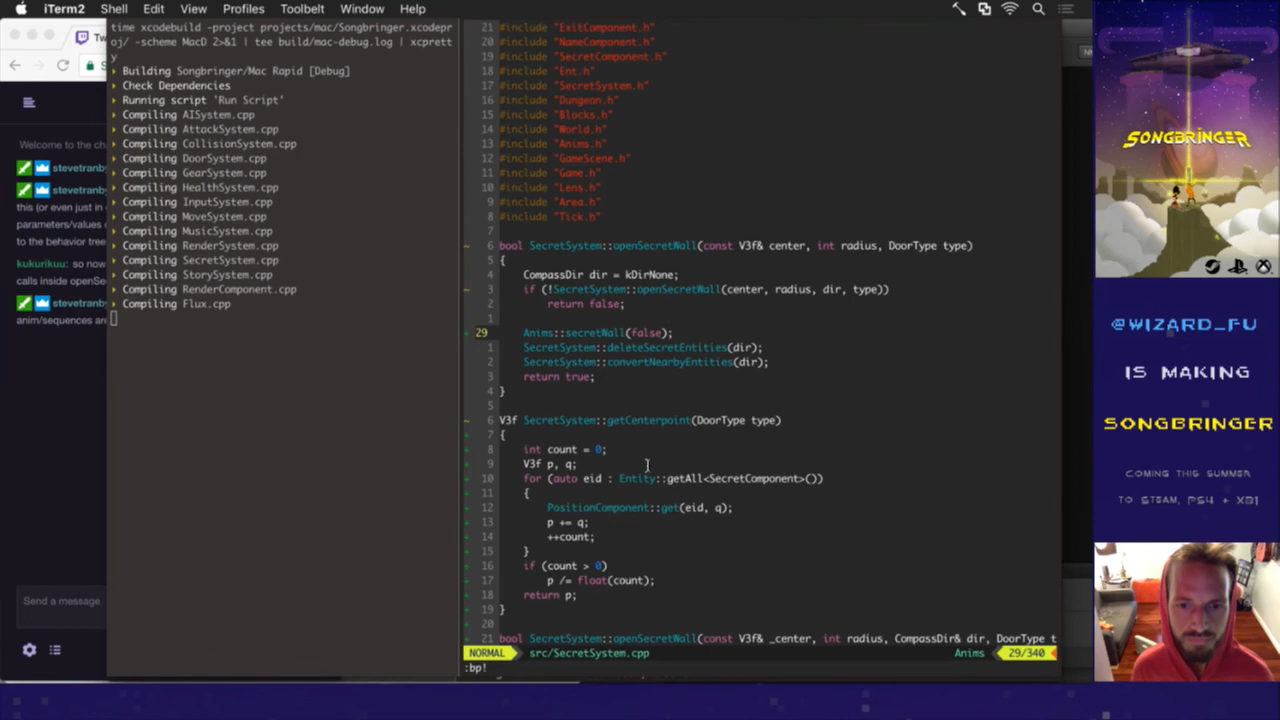 iTerm2 Shell Edit View Profiles Toolbelt Window Help
Tw
S
Welcome to the ch
stevetranby
stevetranby
this (or even just in
parameters/values
to the behavior tree
kukurikuu: so now
calls inside openSe
stevetranby
anim/sequences are
Send a message
time xcodebuild -project projects/mac/Songbringer.xcodep
roj/ -scheme MacD 2>&1 | tee build/mac-debug.log | xcprett
y
Building Songbringer/Mac Rapid [Debug]
Check Dependencies
Running script 'Run Script'
Compiling AISystem.cpp
Compiling AttackSystem.cpp
Compiling CollisionSystem.cpp
Compiling DoorSystem.cpp
Compiling GearSystem.cpp
Compiling HealthSystem.cpp
Compiling InputSystem.cpp
Compiling MoveSystem.cpp
Compiling MusicSystem.cpp
Compiling RenderSystem.cpp
Compiling SecretSystem.cpp
Compiling StorySystem.cpp
Compiling RenderComponent.cpp
Compiling Flux.cpp
21 #include "ExitComponent.h"
20 #include "NameComponent.h"
19 #include "SecretComponent.h"
18 #include "Ent.h"
17 #include "SecretSystem.h"
16 #include "Dungeon.h"
15 #include "Blocks.h"
14 #include "World.h"
13 #include "Anims.h"
12 #include "GameScene.h"
11 #include "Game.h"
10 #include "Lens.h"
9 #include "Area.h"
8 #include "Tick.h"
7
6 bool SecretSystem::openSecretWall(const V3f& center, int radius, DoorType type)
5 {
4 CompassDir dir = kDirNone;
3 if (!SecretSystem::openSecretWall(center, radius, dir, type))
2 return false;
1
29 Anims::secretWall(false);
1 SecretSystem::deleteSecretEntities(dir);
2 SecretSystem::convertNearbyEntities(dir);
3 return true;
4 }
5
6 V3f SecretSystem::getCenterpoint(DoorType type)
7 {
8 int count = 0;
9 V3f p, q;
10 for (auto eid : Entity::getAll<SecretComponent>())
11 {
12 PositionComponent::get(eid, q);
13 p += q;
14 ++count;
15 }
16 if (count > 0)
17 p /= float(count);
18 return p;
19 }
20
21 bool SecretSystem::openSecretWall(const V3f& _center, int radius, CompassDir& dir, DoorType t
NORMAL src/SecretSystem.cpp Anims 29/340
:bp!
SONGBRINGER
@WIZARD_FU
IS MAKING
SONGBRINGER
COMING THIS SUMMER
TO STEAM, PS4 + XB1